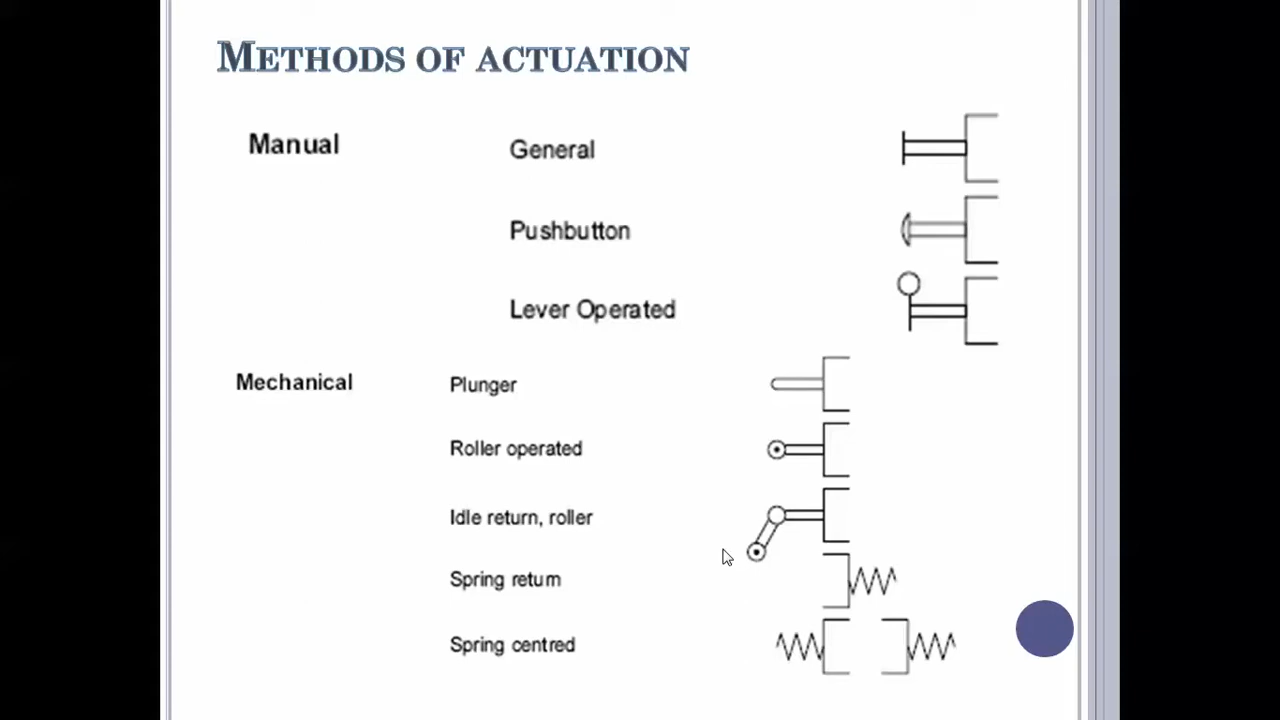 METHODS OF ACTUATION
Manual General
Pushbutton
Lever Operated
Mechanical Plunger
Roller operated
Idle return, roller
Spring return
Spring centred